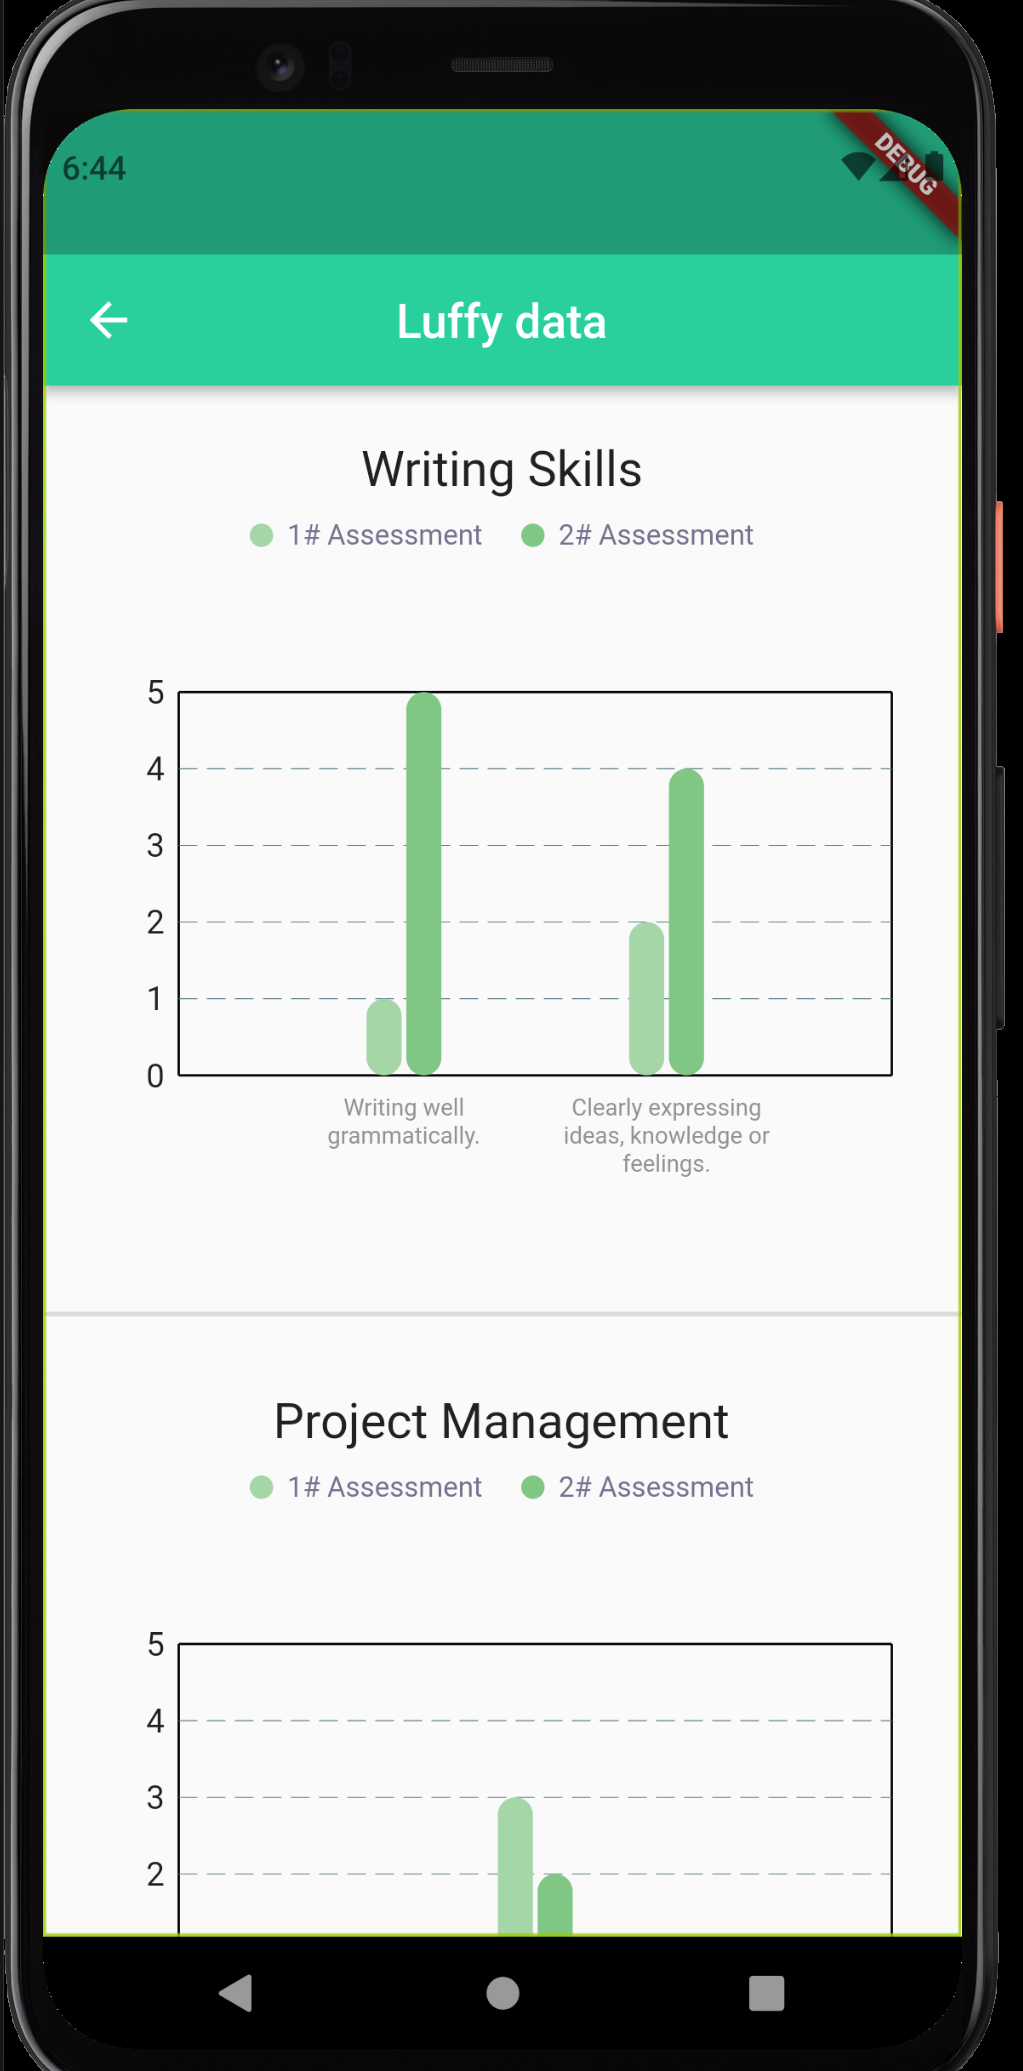 6:44
DEBUG
Luffy data
Writing Skills
1# Assessment 2# Assessment
5
4
3
2
1
0
Writing well
grammatically.
Clearly expressing
ideas, knowledge or
feelings.
Project Management
1# Assessment 2# Assessment
5
4
3
2